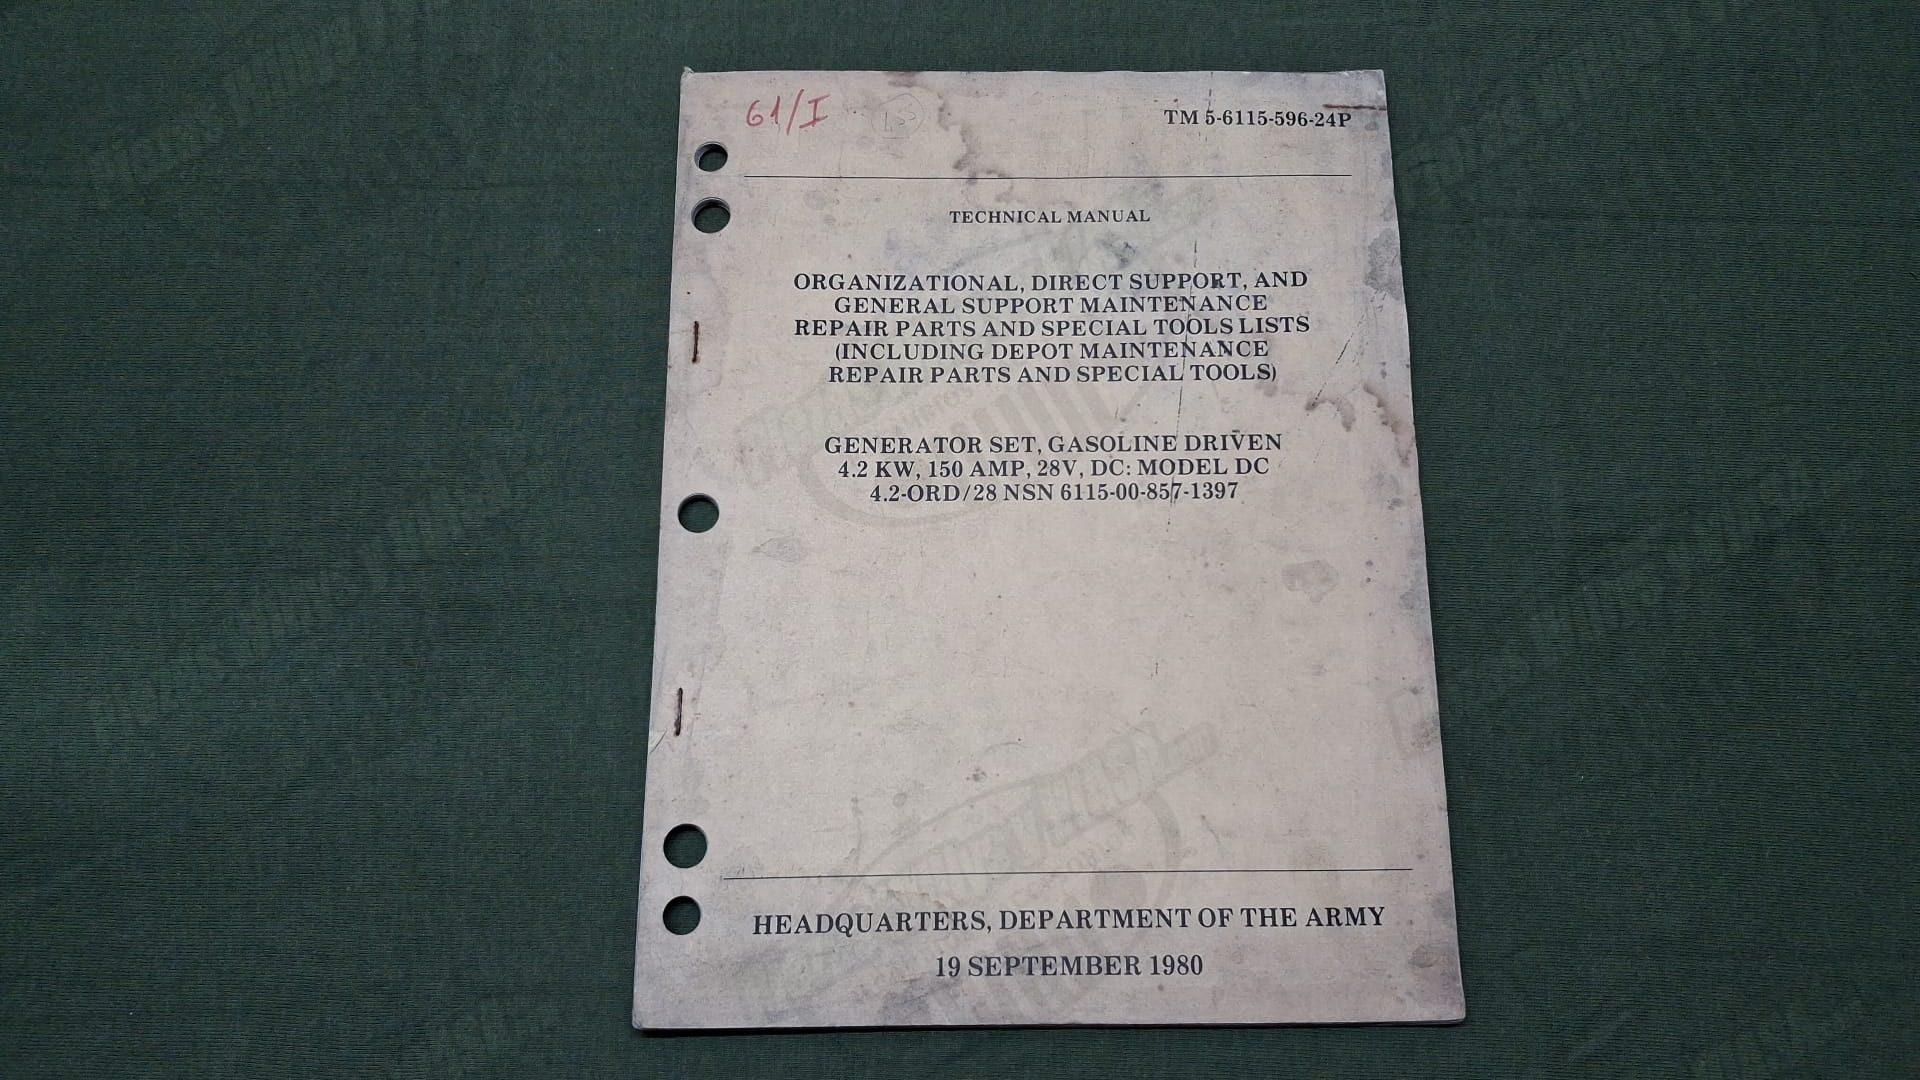 61/I
TM 5-6115-596-24P
TECHNICAL MANUAL
ORGANIZATIONAL, DIRECT SUPPORT, AND
GENERAL SUPPORT MAINTENANCE
REPAIR PARTS AND SPECIAL TOOLS LISTS
(INCLUDING DEPOT MAINTENANCE
REPAIR PARTS AND SPECIAL TOOLS)
GENERATOR SET, GASOLINE DRIVEN
4.2 KW, 150 AMP, 28V, DC: MODEL DC
4.2-ORD/28 NSN 6115-00-857-1397
HEADQUARTERS, DEPARTMENT OF THE ARMY
19 SEPTEMBER 1980